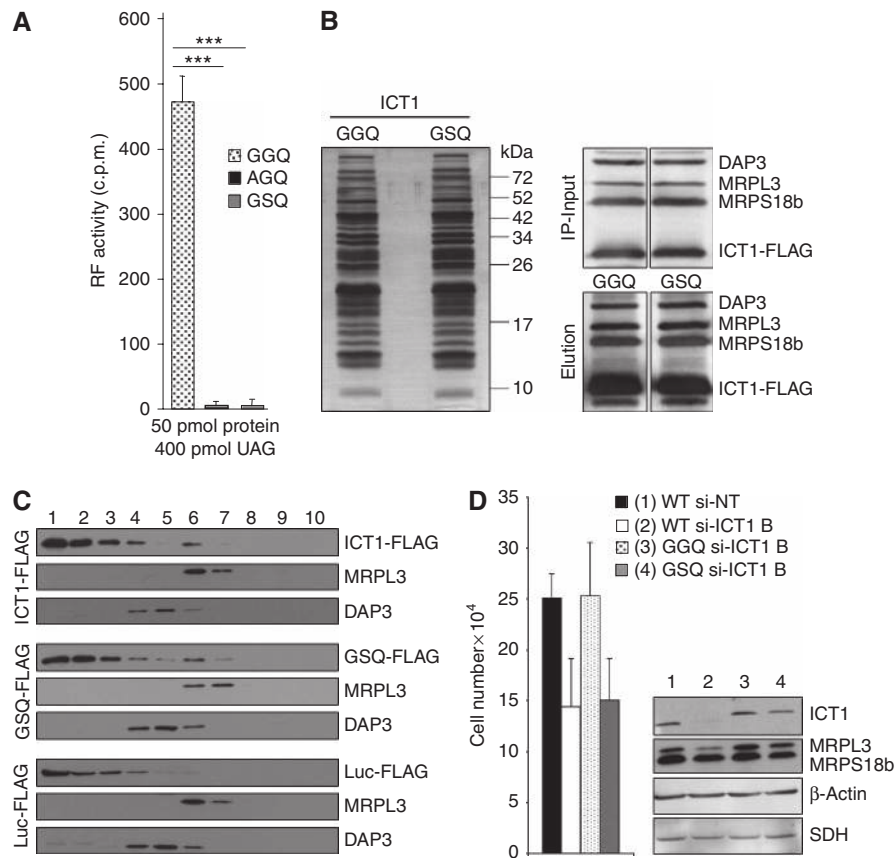 A
600
500
400
300
200
100
0
RF activity (c.p.m.)
***
***
GGQ
AGQ
GSQ
50 pmol protein
400 pmol UAG
B
ICT1
GGQ GSQ
kDa
72
52
42
34
26
17
10
IP-Input
DAP3
MRPL3
MRPS18b
ICT1-FLAG
GGQ GSQ
Elution
DAP3
MRPL3
MRPS18b
ICT1-FLAG
C
1 2 3 4 5 6 7 8 9 10
ICT1-FLAG
ICT1-FLAG
MRPL3
DAP3
GSQ-FLAG
GSQ-FLAG
MRPL3
DAP3
Luc-FLAG
Luc-FLAG
MRPL3
DAP3
D
35
30
25
20
15
10
5
0
Cell number×10⁴
(1) WT si-NT
(2) WT si-ICT1 B
(3) GGQ si-ICT1 B
(4) GSQ si-ICT1 B
1 2 3 4
ICT1
MRPL3
MRPS18b
β-Actin
SDH